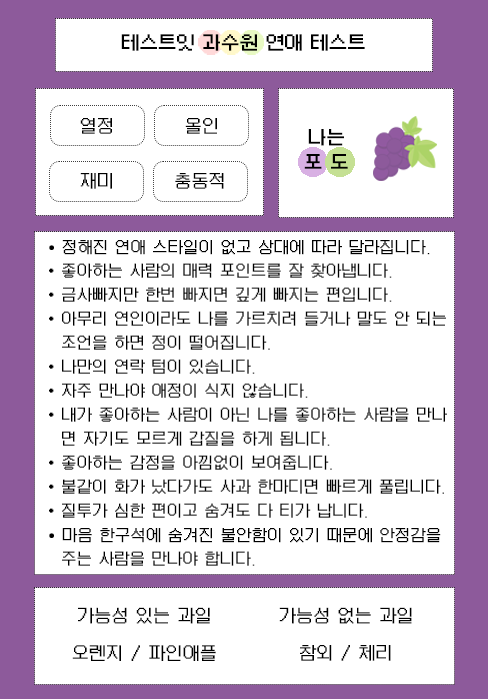 테스트잇 과수원 연애 테스트
열정
올인
재미
충동적
나는
포 도
• 정해진 연애 스타일이 없고 상대에 따라 달라집니다.
• 좋아하는 사람의 매력 포인트를 잘 찾아냅니다.
• 금사빠지만 한번 빠지면 깊게 빠지는 편입니다.
• 아무리 연인이라도 나를 가르치려 들거나 말도 안 되는
조언을 하면 정이 떨어집니다.
• 나만의 연락 텀이 있습니다.
• 자주 만나야 애정이 식지 않습니다.
• 내가 좋아하는 사람이 아닌 나를 좋아하는 사람을 만나
면 자기도 모르게 갑질을 하게 됩니다.
• 좋아하는 감정을 아낌없이 보여줍니다.
• 불같이 화가 났다가도 사과 한마디면 빠르게 풀립니다.
• 질투가 심한 편이고 숨겨도 다 티가 납니다.
• 마음 한구석에 숨겨진 불안함이 있기 때문에 안정감을
주는 사람을 만나야 합니다.
가능성 있는 과일
오렌지 / 파인애플
가능성 없는 과일
참외 / 체리